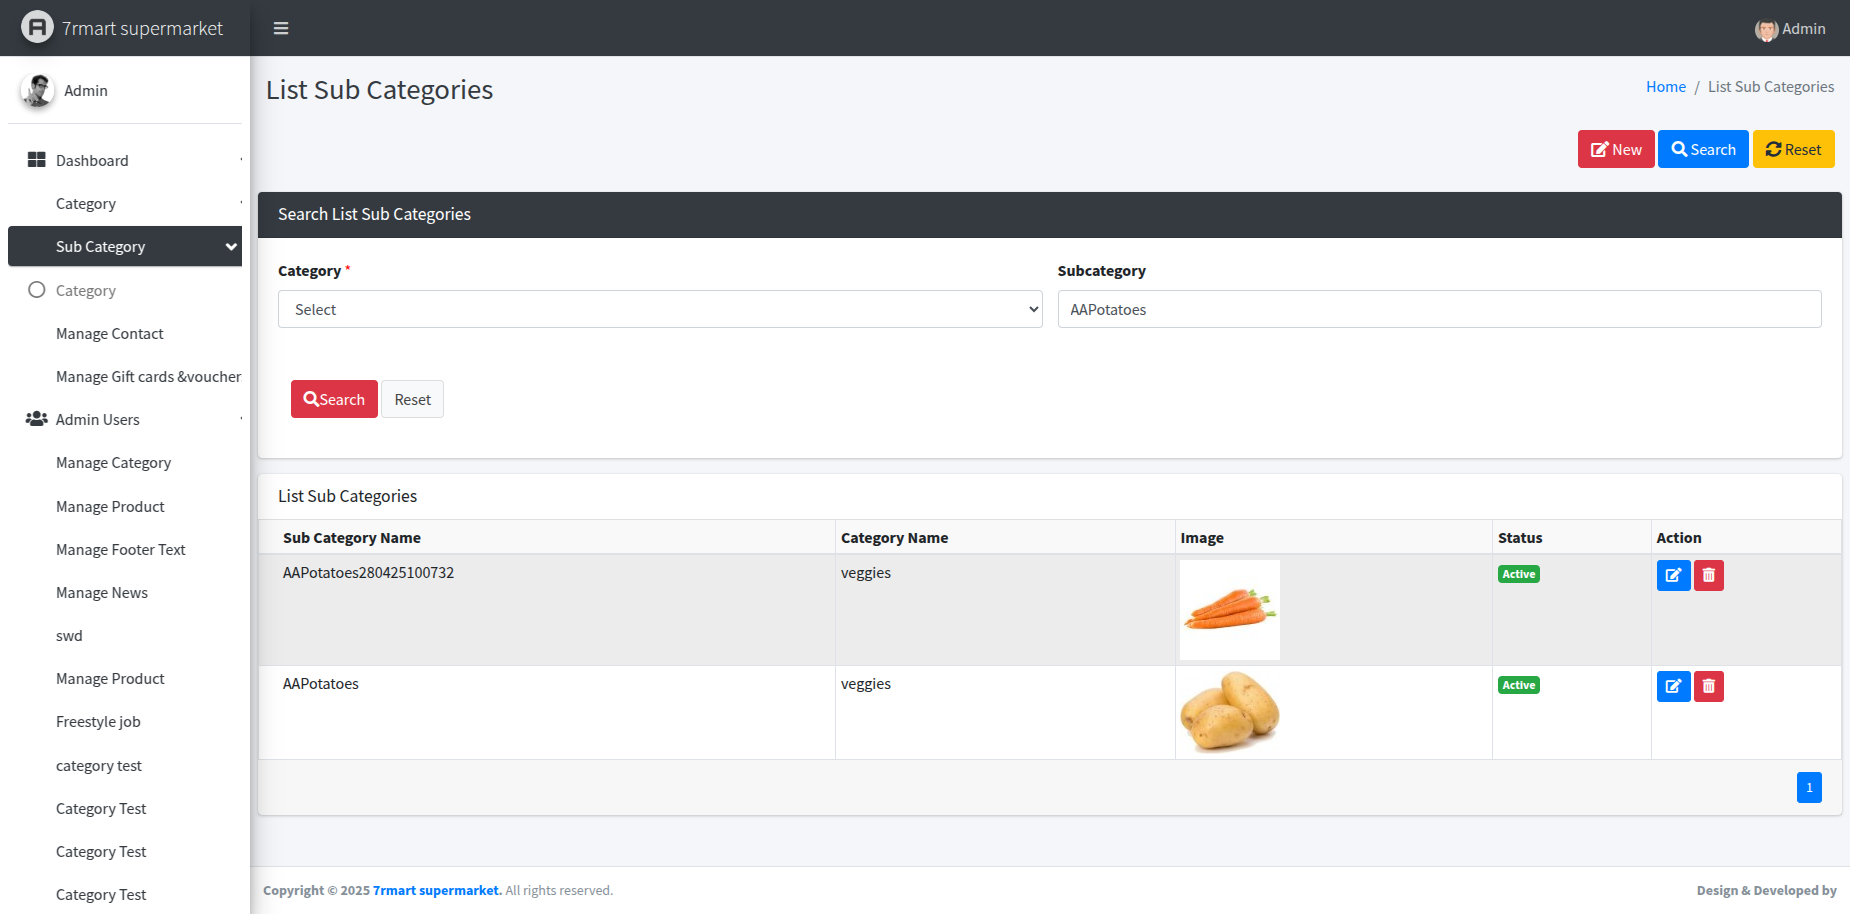 7rmart supermarket
Admin
Admin
List Sub Categories
Home / List Sub Categories
New Search Reset
Dashboard
Category
Sub Category
Category
Manage Contact
Manage Gift cards &voucher
Admin Users
Manage Category
Manage Product
Manage Footer Text
Manage News
swd
Manage Product
Freestyle job
category test
Category Test
Category Test
Category Test
Search List Sub Categories
Category * Subcategory
Select AAPotatoes
Search Reset
List Sub Categories
Sub Category Name Category Name Image Status Action
AAPotatoes280425100732 veggies Active
AAPotatoes veggies Active
1
Copyright © 2025 7rmart supermarket. All rights reserved. Design & Developed by